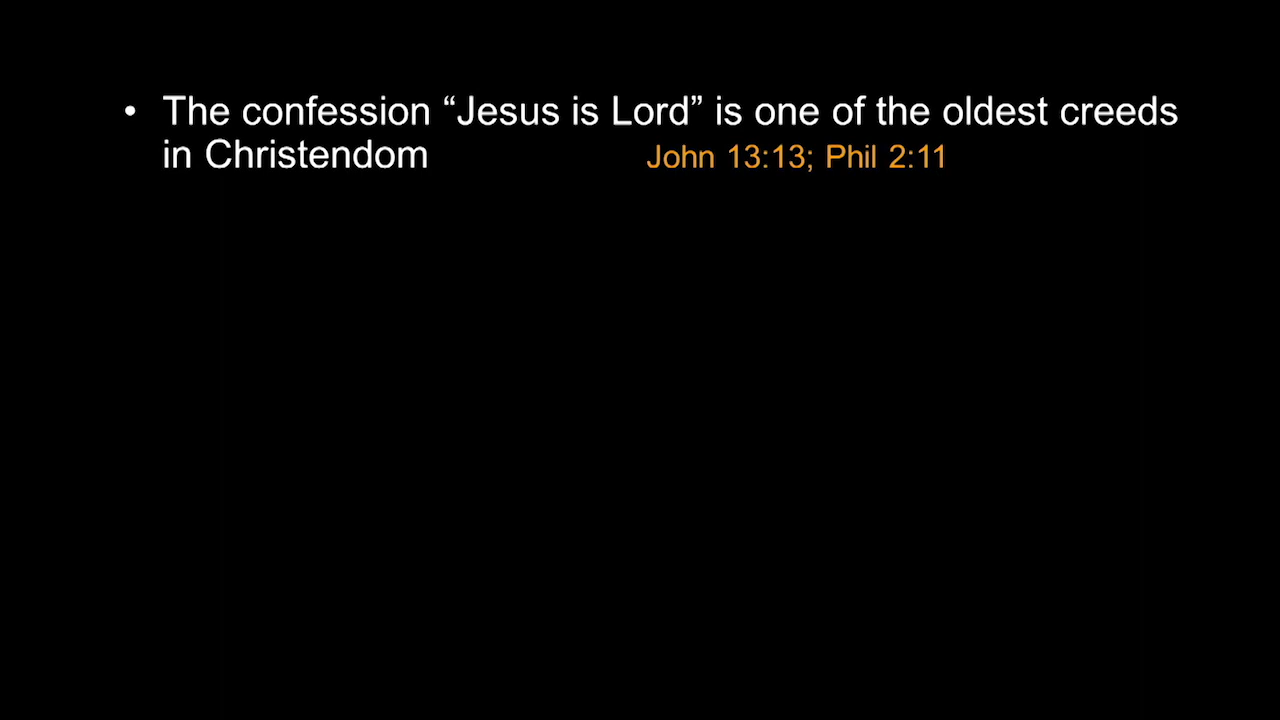 • The confession “Jesus is Lord” is one of the oldest creeds
in Christendom John 13:13; Phil 2:11